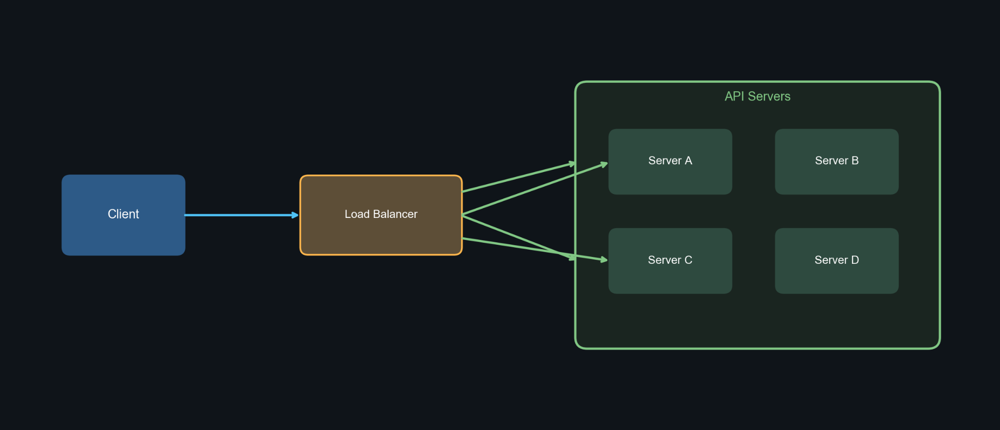 Client
Load Balancer
API Servers
Server A
Server B
Server C
Server D